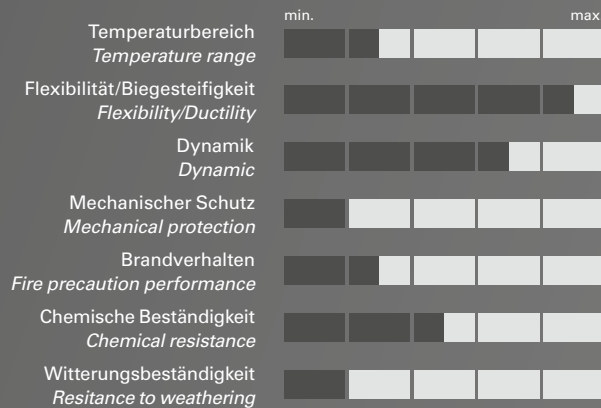 min.
max
Temperaturbereich
Temperature range
Flexibilität/Biegesteifigkeit
Flexibility/Ductility
Dynamik
Dynamic
Mechanischer Schutz
Mechanical protection
Brandverhalten
Fire precaution performance
Chemische Beständigkeit
Chemical resistance
Witterungsbeständigkeit
Resitance to weathering